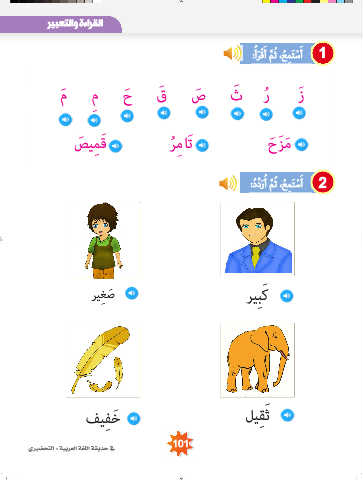 القراءة والتعبير
1 أَسْتَمِعُ، ثُمَّ أَقْرَأُ:
زَ رُ ثَ صَ قَ حَ مِ مَ
مَزَحَ ثَامِرُ قَمِيصَ
2 أَسْتَمِعُ، ثُمَّ أُرَدِّدُ:
كَبِير صَغِير
ثَقِيل خَفِيف
101
في حديقة اللغة العربية - التحضيري